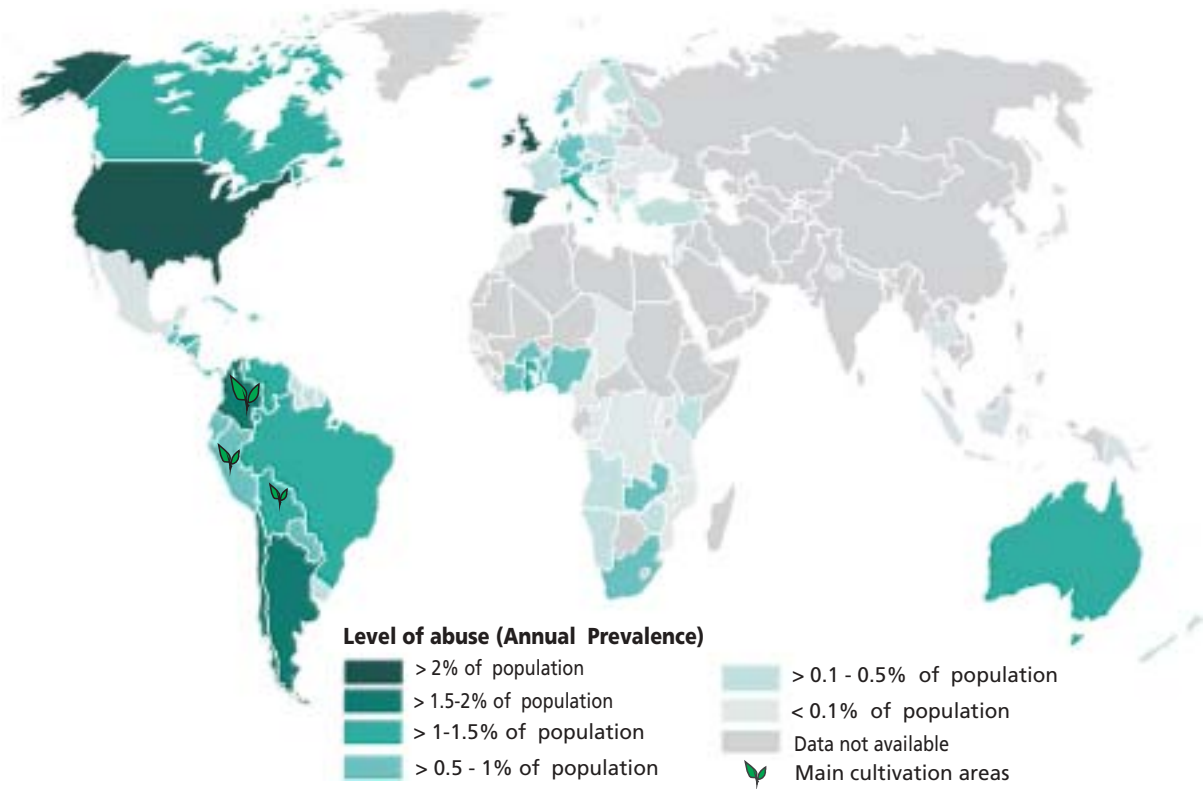 Level of abuse (Annual Prevalence)
> 2% of population
> 1.5-2% of population
> 1-1.5% of population
> 0.5 - 1% of population
> 0.1 - 0.5% of population
< 0.1% of population
Data not available
Main cultivation areas